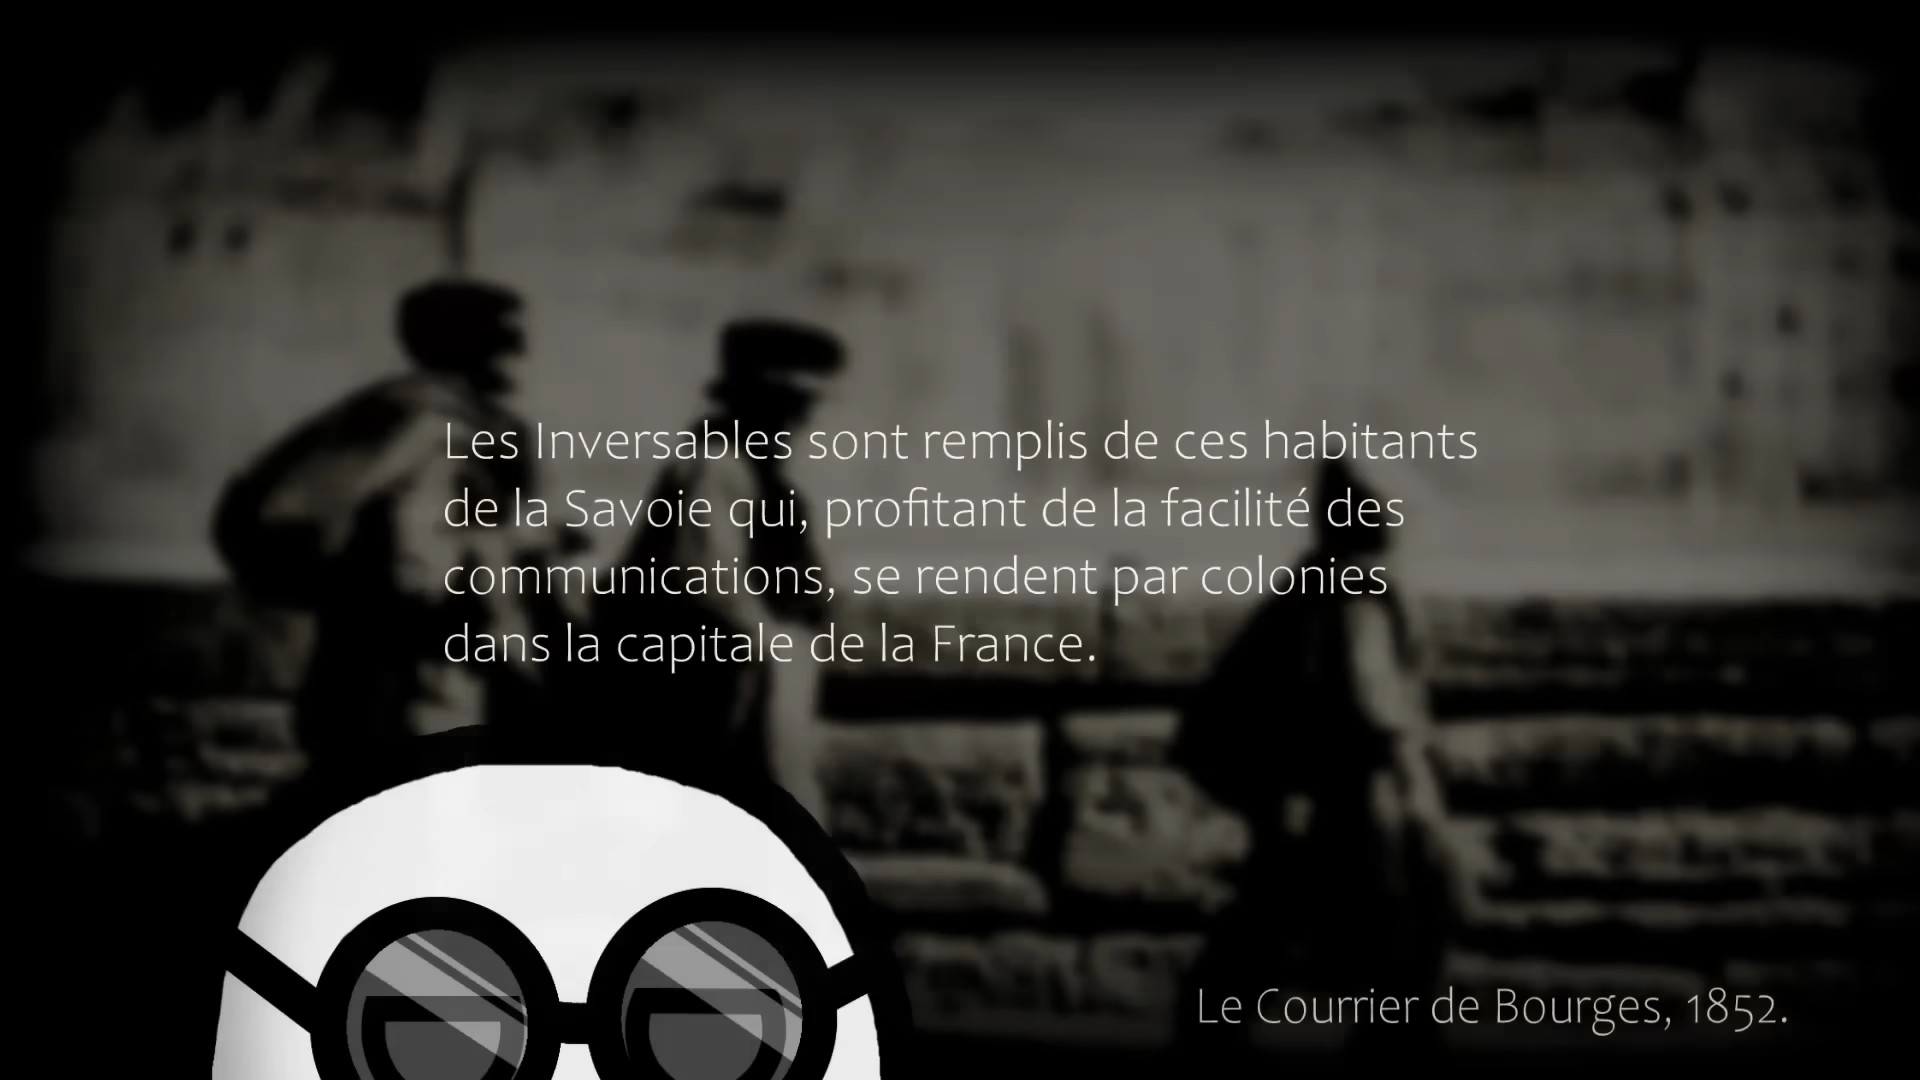 Les Inversables sont remplis de ces habitants
de la Savoie qui, profitant de la facilité des
communications, se rendent par colonies
dans la capitale de la France.
Le Courrier de Bourges, 1852.